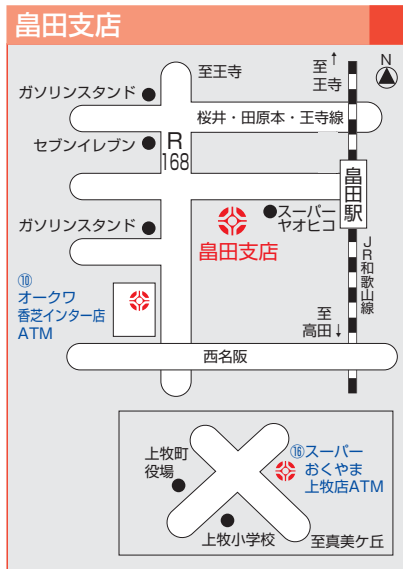 畠田支店
至王寺
至↑
王寺
N
ガソリンスタンド
桜井・田原本・王寺線
セブンイレブン
R
168
畠田駅
スーパー
ヤオヒコ
ガソリンスタンド
畠田支店
JR和歌山線
⑩
オークワ
香芝インター店
ATM
至
高田↓
西名阪
上牧町
役場
⑯スーパー
おくやま
上牧店ATM
上牧小学校
至真美ケ丘